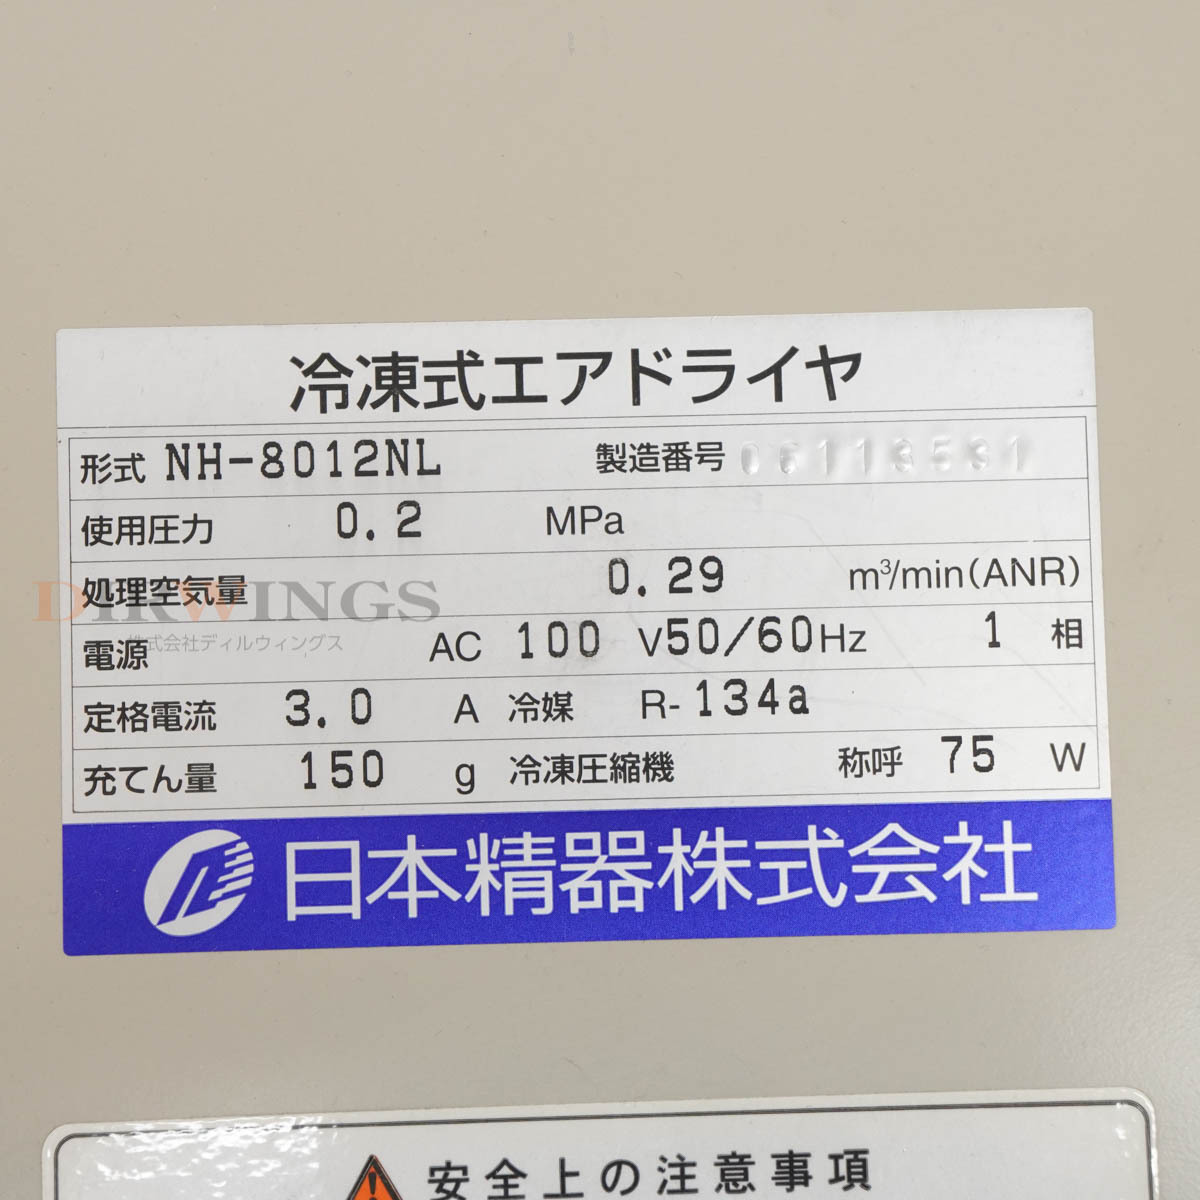 冷凍式エアドライヤ
形式 NH-8012NL 製造番号 06113531
使用圧力 0.2 MPa
処理空気量 0.29 m³/min(ANR)
DIRWINGS
株式会社ディルウィングス
電源 AC 100 V50/60Hz 1 相
定格電流 3.0 A 冷媒 R-134a
充てん量 150 g 冷凍圧縮機 称呼 75 W
日本精器株式会社
安全上の注意事項